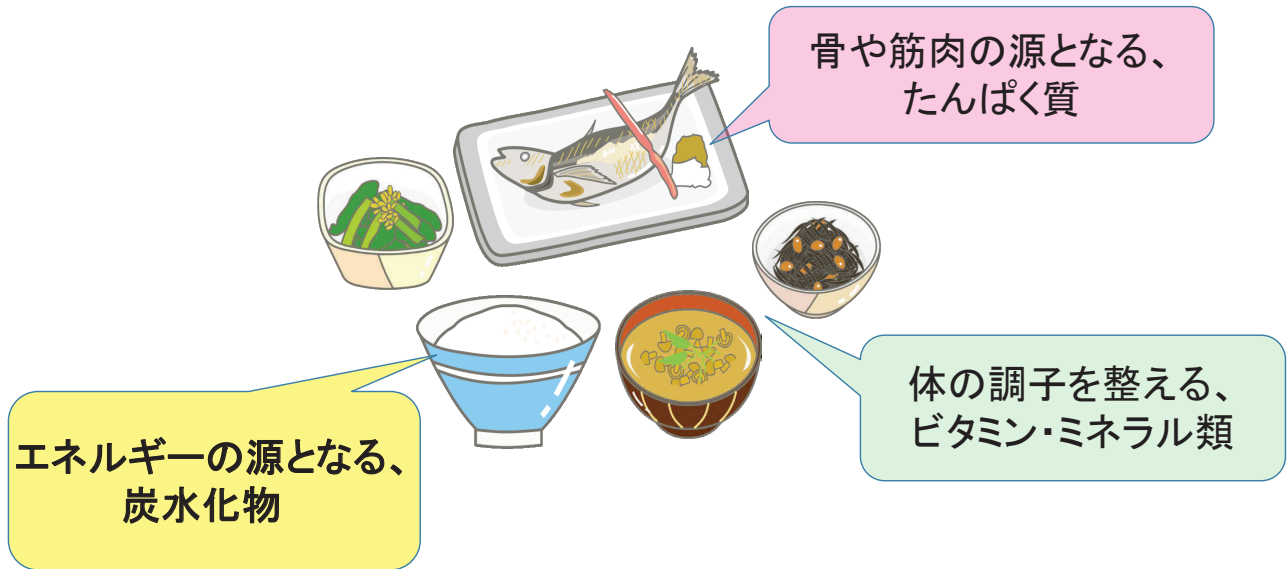 骨や筋肉の源となる、
たんぱく質
体の調子を整える、
ビタミン・ミネラル類
エネルギーの源となる、
炭水化物